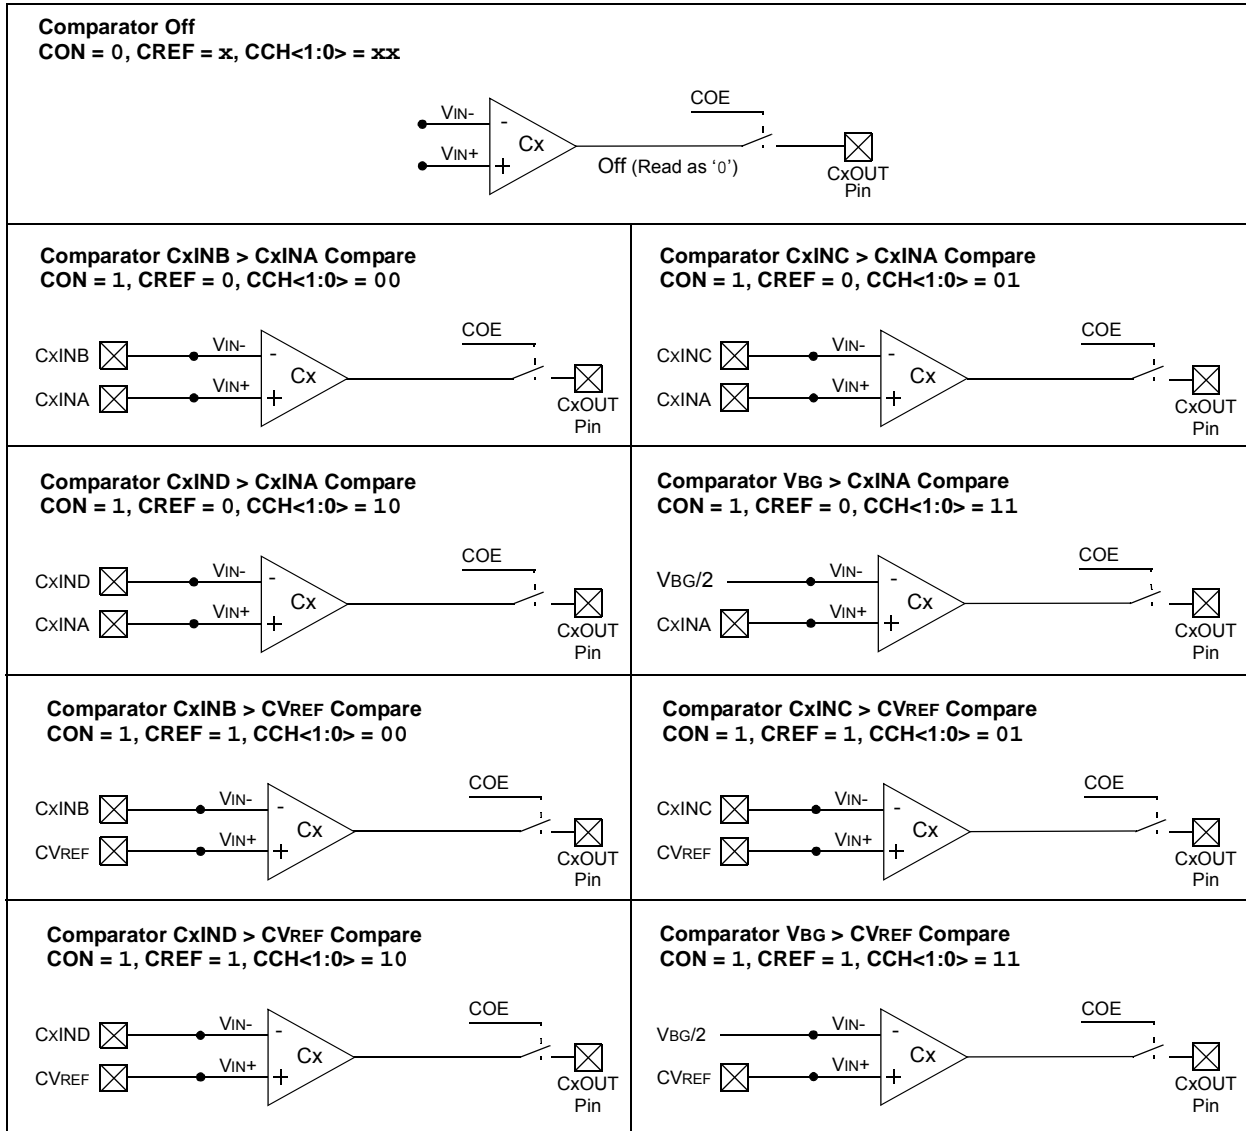 Comparator Off
CON = 0, CREF = x, CCH<1:0> = xx
COE
VIN-
-
Cx
VIN+
+
Off (Read as ‘0’)
CxOUT
Pin
Comparator CxINB > CxINA Compare
CON = 1, CREF = 0, CCH<1:0> = 00
COE
CxINB
VIN-
-
Cx
CxINA
VIN+
+
CxOUT
Pin
Comparator CxINC > CxINA Compare
CON = 1, CREF = 0, CCH<1:0> = 01
COE
CxINC
VIN-
-
Cx
CxINA
VIN+
+
CxOUT
Pin
Comparator CxIND > CxINA Compare
CON = 1, CREF = 0, CCH<1:0> = 10
COE
CxIND
VIN-
-
Cx
CxINA
VIN+
+
CxOUT
Pin
Comparator VBG > CxINA Compare
CON = 1, CREF = 0, CCH<1:0> = 11
COE
VBG/2
VIN-
-
Cx
CxINA
VIN+
+
CxOUT
Pin
Comparator CxINB > CVREF Compare
CON = 1, CREF = 1, CCH<1:0> = 00
COE
CxINB
VIN-
-
Cx
CVREF
VIN+
+
CxOUT
Pin
Comparator CxINC > CVREF Compare
CON = 1, CREF = 1, CCH<1:0> = 01
COE
CxINC
VIN-
-
Cx
CVREF
VIN+
+
CxOUT
Pin
Comparator CxIND > CVREF Compare
CON = 1, CREF = 1, CCH<1:0> = 10
COE
CxIND
VIN-
-
Cx
CVREF
VIN+
+
CxOUT
Pin
Comparator VBG > CVREF Compare
CON = 1, CREF = 1, CCH<1:0> = 11
COE
VBG/2
VIN-
-
Cx
CVREF
VIN+
+
CxOUT
Pin